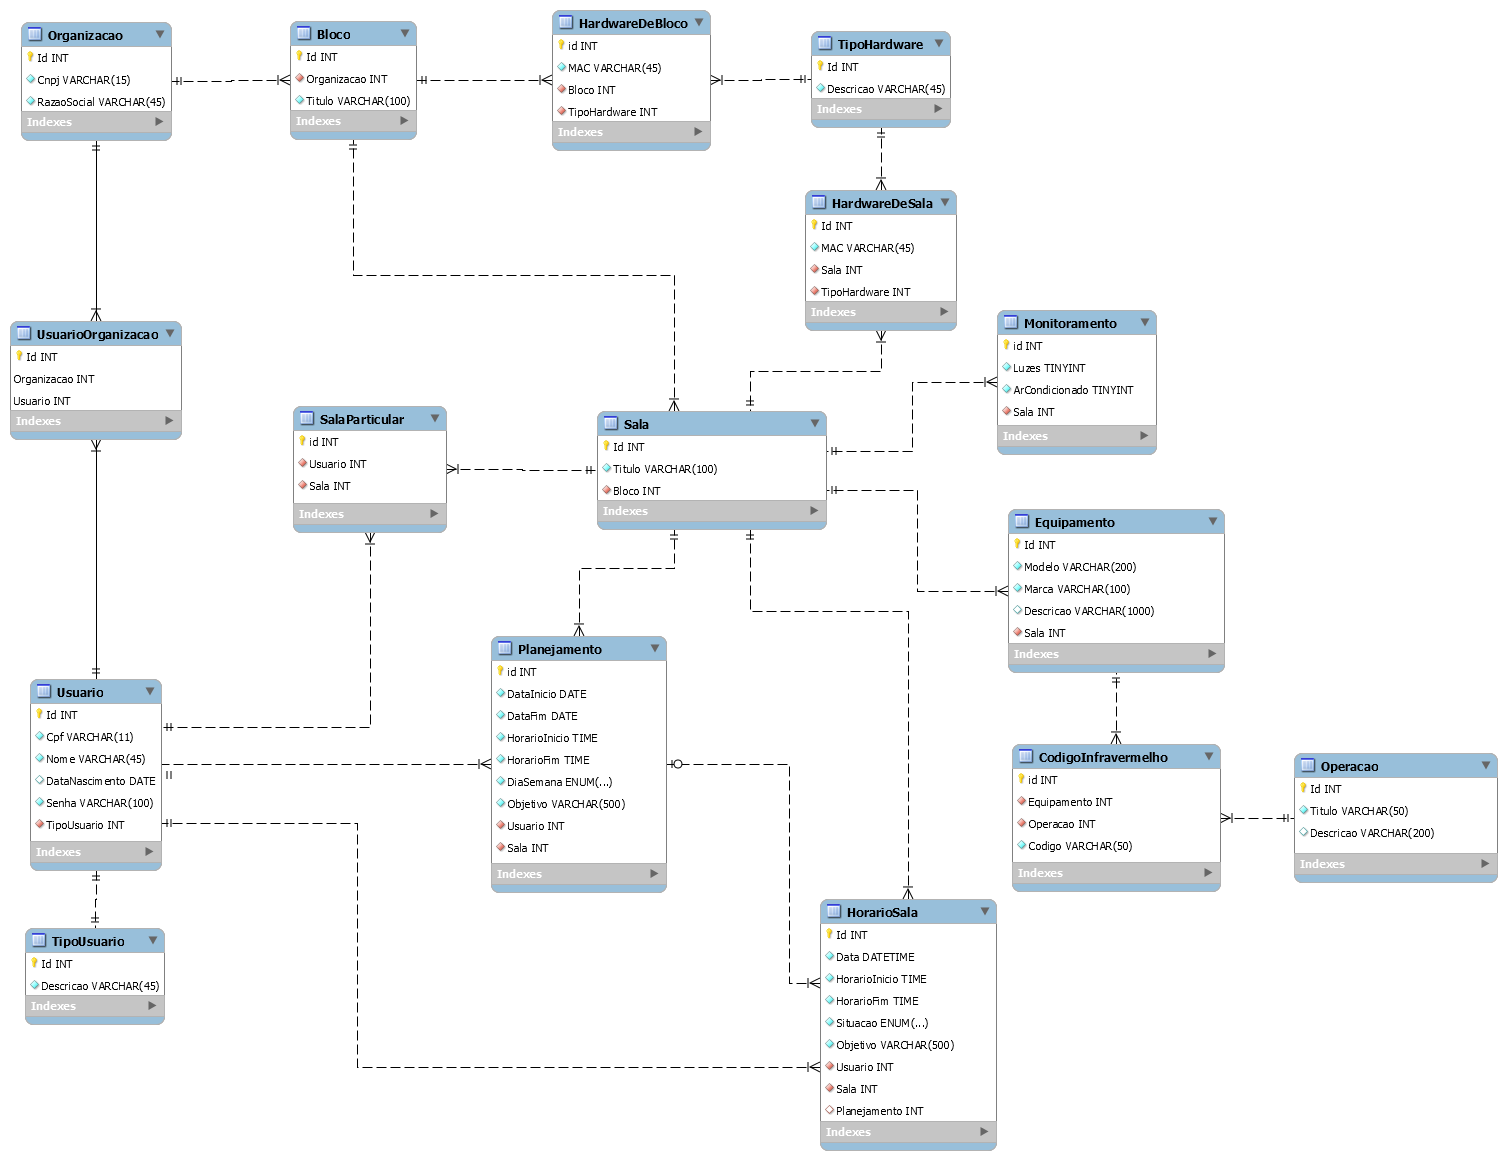 Organizacao
Id INT
Cnpj VARCHAR(15)
RazaoSocial VARCHAR(45)
Indexes
Bloco
Id INT
Organizacao INT
Titulo VARCHAR(100)
Indexes
HardwareDeBloco
id INT
MAC VARCHAR(45)
Bloco INT
TipoHardware INT
Indexes
TipoHardware
Id INT
Descricao VARCHAR(45)
Indexes
HardwareDeSala
Id INT
MAC VARCHAR(45)
Sala INT
TipoHardware INT
Indexes
UsuarioOrganizacao
Id INT
Organizacao INT
Usuario INT
Indexes
SalaParticular
id INT
Usuario INT
Sala INT
Indexes
Sala
Id INT
Titulo VARCHAR(100)
Bloco INT
Indexes
Monitoramento
id INT
Luzes TINYINT
ArCondicionado TINYINT
Sala INT
Indexes
Equipamento
Id INT
Modelo VARCHAR(200)
Marca VARCHAR(100)
Descricao VARCHAR(1000)
Sala INT
Indexes
Usuario
Id INT
Cpf VARCHAR(11)
Nome VARCHAR(45)
DataNascimento DATE
Senha VARCHAR(100)
TipoUsuario INT
Indexes
Planejamento
id INT
DataInicio DATE
DataFim DATE
HorarioInicio TIME
HorarioFim TIME
DiaSemana ENUM(...)
Objetivo VARCHAR(500)
Usuario INT
Sala INT
Indexes
CodigoInfravermelho
id INT
Equipamento INT
Operacao INT
Codigo VARCHAR(50)
Indexes
Operacao
Id INT
Titulo VARCHAR(50)
Descricao VARCHAR(200)
Indexes
TipoUsuario
Id INT
Descricao VARCHAR(45)
Indexes
HorarioSala
Id INT
Data DATETIME
HorarioInicio TIME
HorarioFim TIME
Situacao ENUM(...)
Objetivo VARCHAR(500)
Usuario INT
Sala INT
Planejamento INT
Indexes